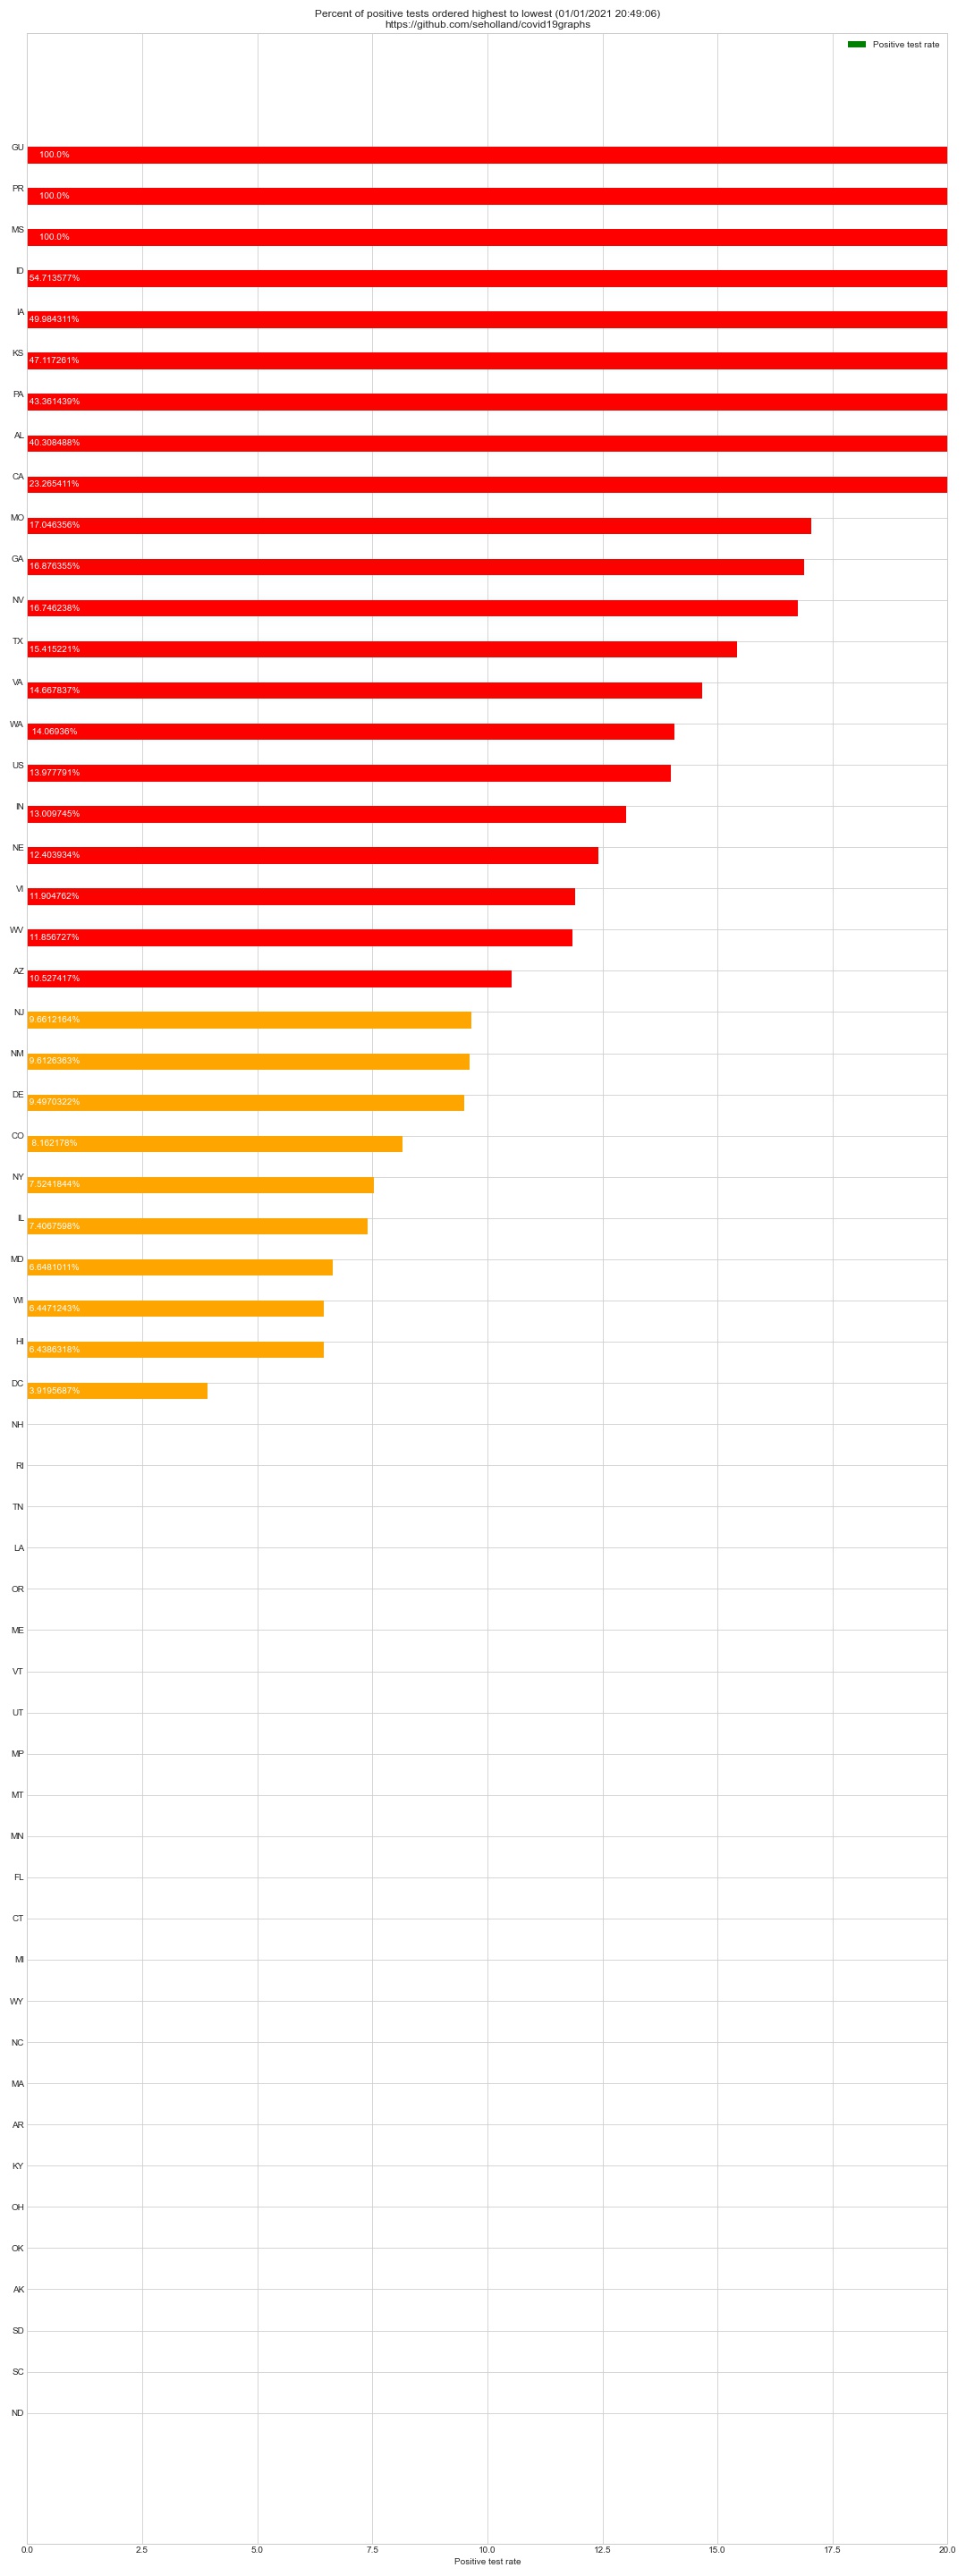 Percent of positive tests ordered highest to lowest (01/01/2021 20:49:06)
https://github.com/seholland/covid19graphs
Positive test rate
GU 100.0%
PR 100.0%
MS 100.0%
ID 54.713577%
IA 49.984311%
KS 47.117261%
PA 43.361439%
AL 40.308488%
CA 23.265411%
MO 17.046356%
GA 16.876355%
NV 16.746238%
TX 15.415221%
VA 14.667837%
WA 14.06936%
US 13.977791%
IN 13.009745%
NE 12.403934%
VI 11.904762%
WV 11.856727%
AZ 10.527417%
NJ 9.6612164%
NM 9.6126363%
DE 9.4970322%
CO 8.162178%
NY 7.5241844%
IL 7.4067598%
MD 6.6481011%
WI 6.4471243%
HI 6.4386318%
DC 3.9195687%
NH
RI
TN
LA
OR
ME
VT
UT
MP
MT
MN
FL
CT
MI
WY
NC
MA
AR
KY
OH
OK
AK
SD
SC
ND
0.0 2.5 5.0 7.5 10.0 12.5 15.0 17.5 20.0
Positive test rate